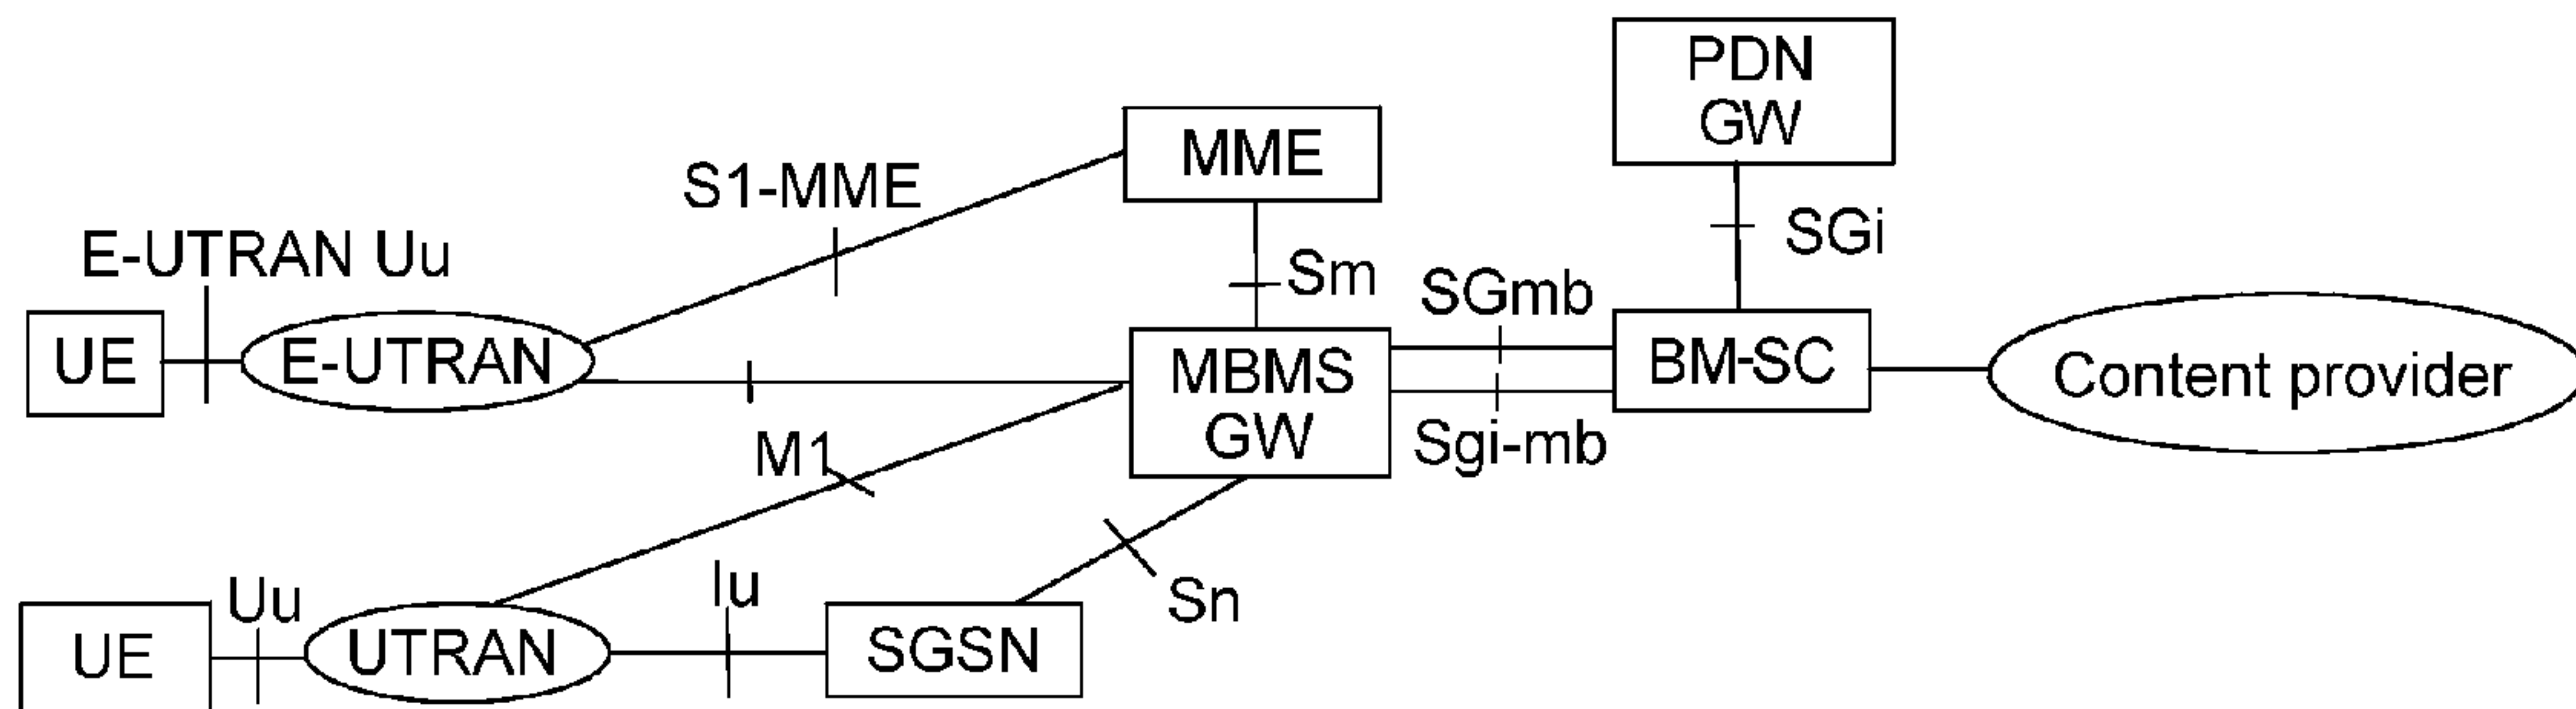 PDN
GW
MME
S1-MME
SGi
E-UTRAN Uu
Sm
SGmb
UE
E-UTRAN
MBMS
GW
BM-SC
Content provider
M1
Sgi-mb
Uu
Iu
Sn
UE
UTRAN
SGSN